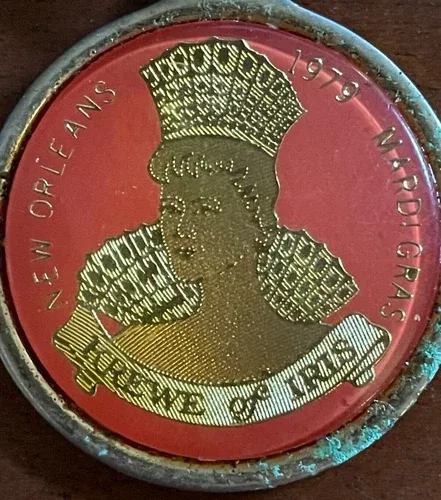 NEW ORLEANS
1979 MARDI GRAS
KREWE of IRIS